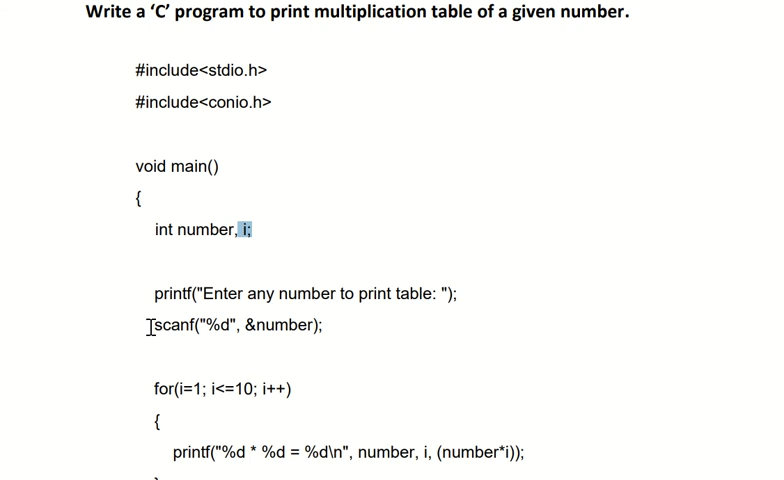 Write a ‘C’ program to print multiplication table of a given number.
#include<stdio.h>
#include<conio.h>
void main()
{
int number, i;
printf("Enter any number to print table: ");
scanf("%d", &number);
for(i=1; i<=10; i++)
{
printf("%d * %d = %d\n", number, i, (number*i));